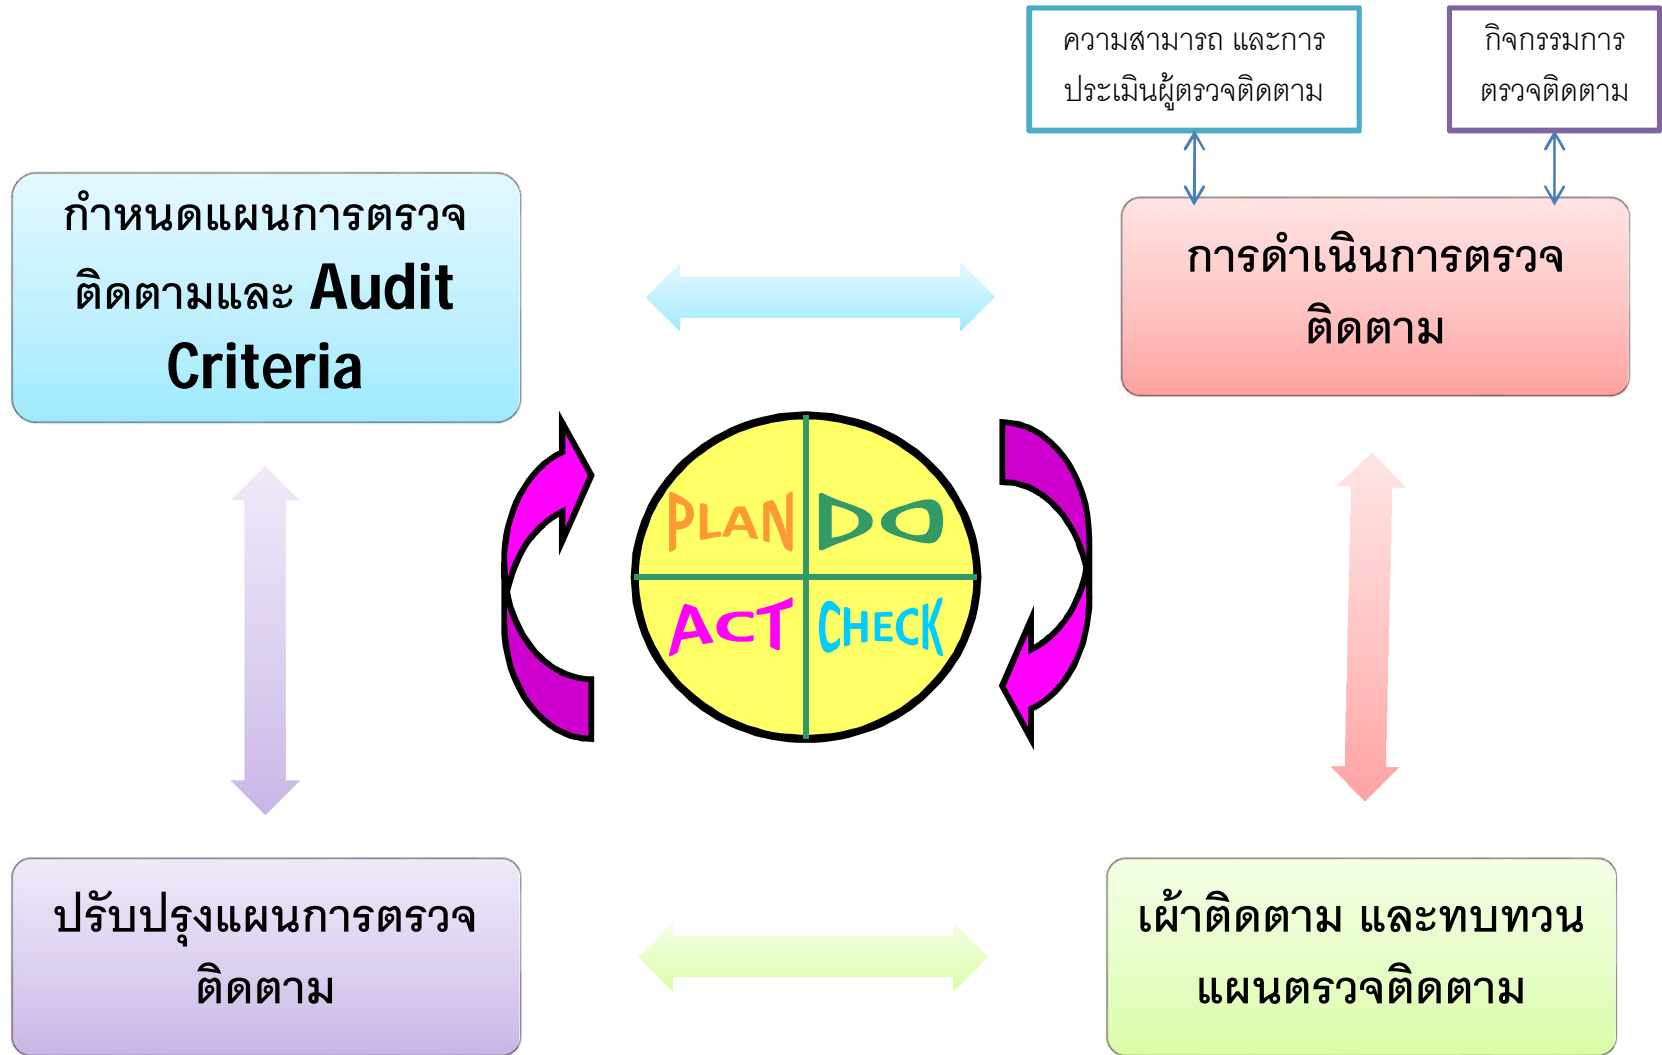 ความสามารถ และการ
ประเมินผู้ตรวจติดตาม
กิจกรรมการ
ตรวจติดตาม
กำหนดแผนการตรวจ
ติดตามและ Audit
Criteria
การดำเนินการตรวจ
ติดตาม
PLAN
DO
ACT
CHECK
ปรับปรุงแผนการตรวจ
ติดตาม
เผ้าติดตาม และทบทวน
แผนตรวจติดตาม